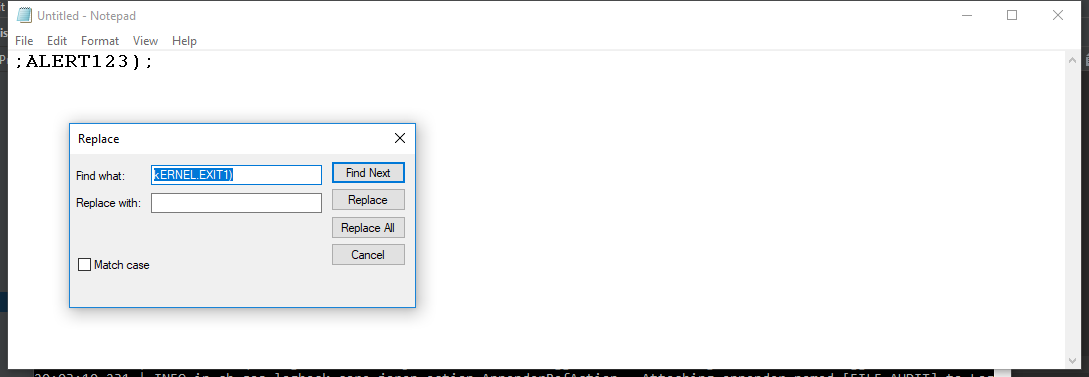 Untitled - Notepad
File Edit Format View Help
;ALERT123);
Replace
Find what: kERNEL.EXIT1)
Find Next
Replace with:
Replace
Replace All
Cancel
Match case